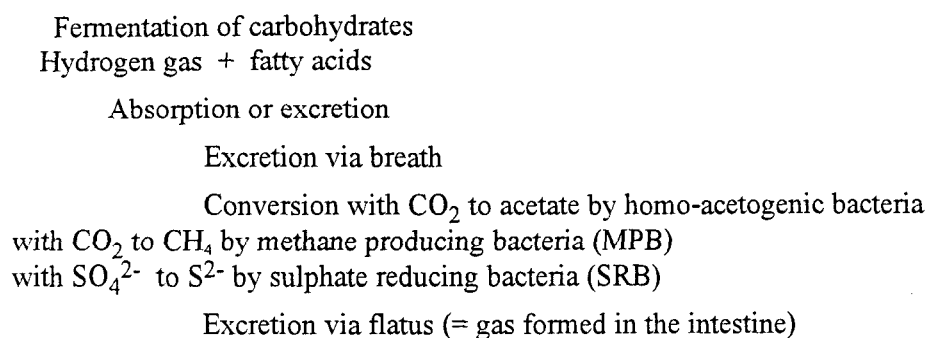 Fermentation of carbohydrates
Hydrogen gas + fatty acids
Absorption or excretion
Excretion via breath
Conversion with CO₂ to acetate by homo-acetogenic bacteria
with CO₂ to CH₄ by methane producing bacteria (MPB)
with SO₄²⁻ to S²⁻ by sulphate reducing bacteria (SRB)
Excretion via flatus (= gas formed in the intestine)